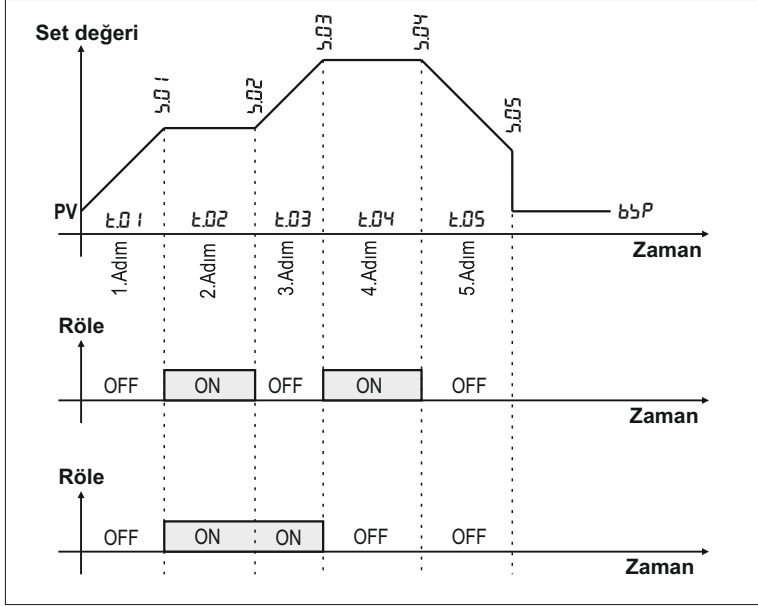 Set değeri
S.01
S.02
S.03
S.04
S.05
PV
t.01 t.02 t.03 t.04 t.05
bSP
Zaman
1.Adım
2.Adım
3.Adım
4.Adım
5.Adım
Röle
OFF ON OFF ON OFF
Zaman
Röle
OFF ON ON OFF OFF
Zaman